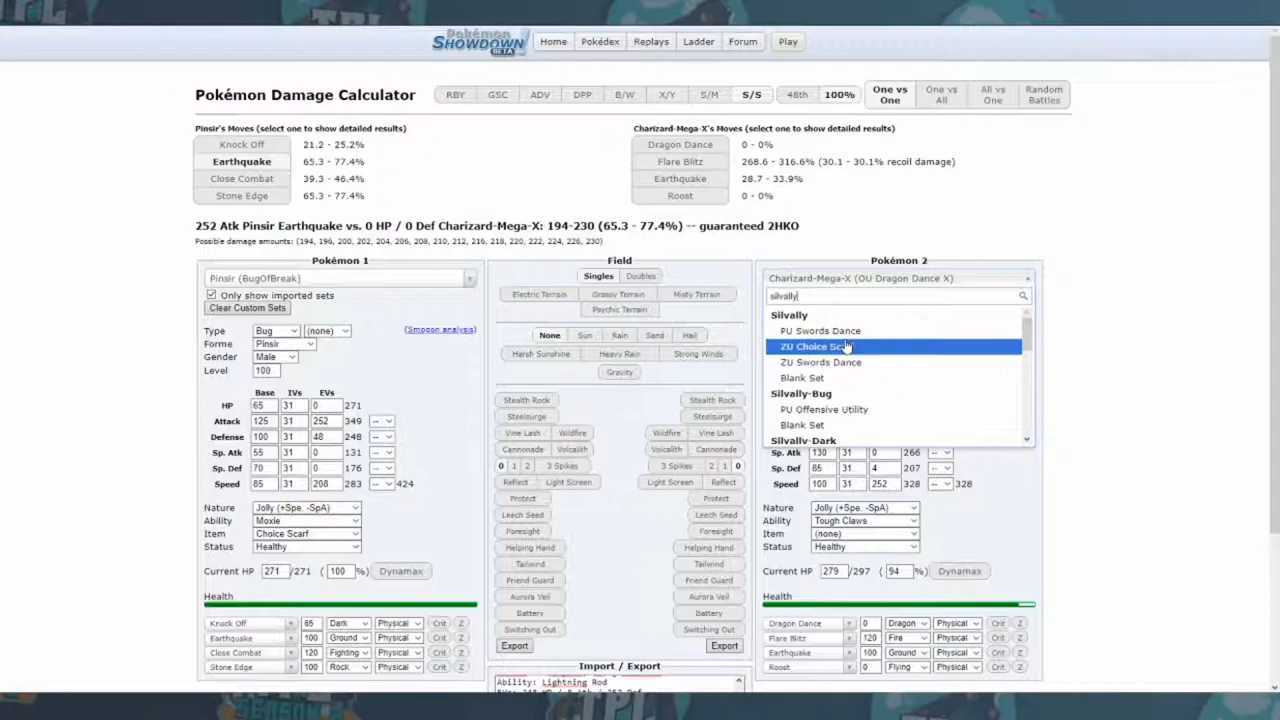 Pokémon
SHOWDOWN
BETA
Home Pokédex Replays Ladder Forum Play
Pokémon Damage Calculator RBY GSC ADV DPP B/W X/Y S/M S/S 48th 100% One vs One One vs All All vs One Random Battles
Pinsir's Moves (select one to show detailed results) Charizard-Mega-X's Moves (select one to show detailed results)
Knock Off 21.2 - 25.2% Dragon Dance 0 - 0%
Earthquake 65.3 - 77.4% Flare Blitz 268.6 - 316.6% (30.1 - 30.1% recoil damage)
Close Combat 39.3 - 46.4% Earthquake 28.7 - 33.9%
Stone Edge 65.3 - 77.4% Roost 0 - 0%
252 Atk Pinsir Earthquake vs. 0 HP / 0 Def Charizard-Mega-X: 194-230 (65.3 - 77.4%) -- guaranteed 2HKO
Possible damage amounts: (194, 196, 200, 202, 204, 206, 208, 210, 212, 216, 218, 220, 222, 224, 226, 230)
Pokémon 1
Pinsir (BugOfBreak)
Only show imported sets
Clear Custom Sets
Type Bug (none) (Smogon analysis)
Forme Pinsir
Gender Male
Level 100
Base IVs EVs
HP 65 31 0 271
Attack 125 31 252 349 --
Defense 100 31 48 248 --
Sp. Atk 55 31 0 131 --
Sp. Def 70 31 0 176 --
Speed 85 31 208 283 -- 424
Nature Jolly (+Spe, -SpA)
Ability Moxie
Item Choice Scarf
Status Healthy
Current HP 271 /271 ( 100 %) Dynamax
Health
Knock Off 65 Dark Physical Crit Z
Earthquake 100 Ground Physical Crit Z
Close Combat 120 Fighting Physical Crit Z
Stone Edge 100 Rock Physical Crit Z
Field
Singles Doubles
Electric Terrain Grassy Terrain Misty Terrain
Psychic Terrain
None Sun Rain Sand Hail
Harsh Sunshine Heavy Rain Strong Winds
Gravity
Stealth Rock Stealth Rock
Steelsurge Steelsurge
Vine Lash Wildfire Wildfire Vine Lash
Cannonade Volcalith Volcalith Cannonade
0 1 2 3 Spikes 3 Spikes 2 1 0
Reflect Light Screen Light Screen Reflect
Protect Protect
Leech Seed Leech Seed
Foresight Foresight
Helping Hand Helping Hand
Tailwind Tailwind
Friend Guard Friend Guard
Aurora Veil Aurora Veil
Battery Battery
Switching Out Switching Out
Export Export
Import / Export
Ability: Lightning Rod
Pokémon 2
Charizard-Mega-X (OU Dragon Dance X)
silvally
Silvally
PU Swords Dance
ZU Choice
ZU Swords Dance
Blank Set
Silvally-Bug
PU Offensive Utility
Blank Set
Silvally-Dark
Sp. Atk 130 31 0 266 --
Sp. Def 85 31 4 207 --
Speed 100 31 252 328 -- 328
Nature Jolly (+Spe, -SpA)
Ability Tough Claws
Item (none)
Status Healthy
Current HP 279 /297 ( 94 %) Dynamax
Health
Dragon Dance 0 Dragon Physical Crit Z
Flare Blitz 120 Fire Physical Crit Z
Earthquake 100 Ground Physical Crit Z
Roost 0 Flying Physical Crit Z